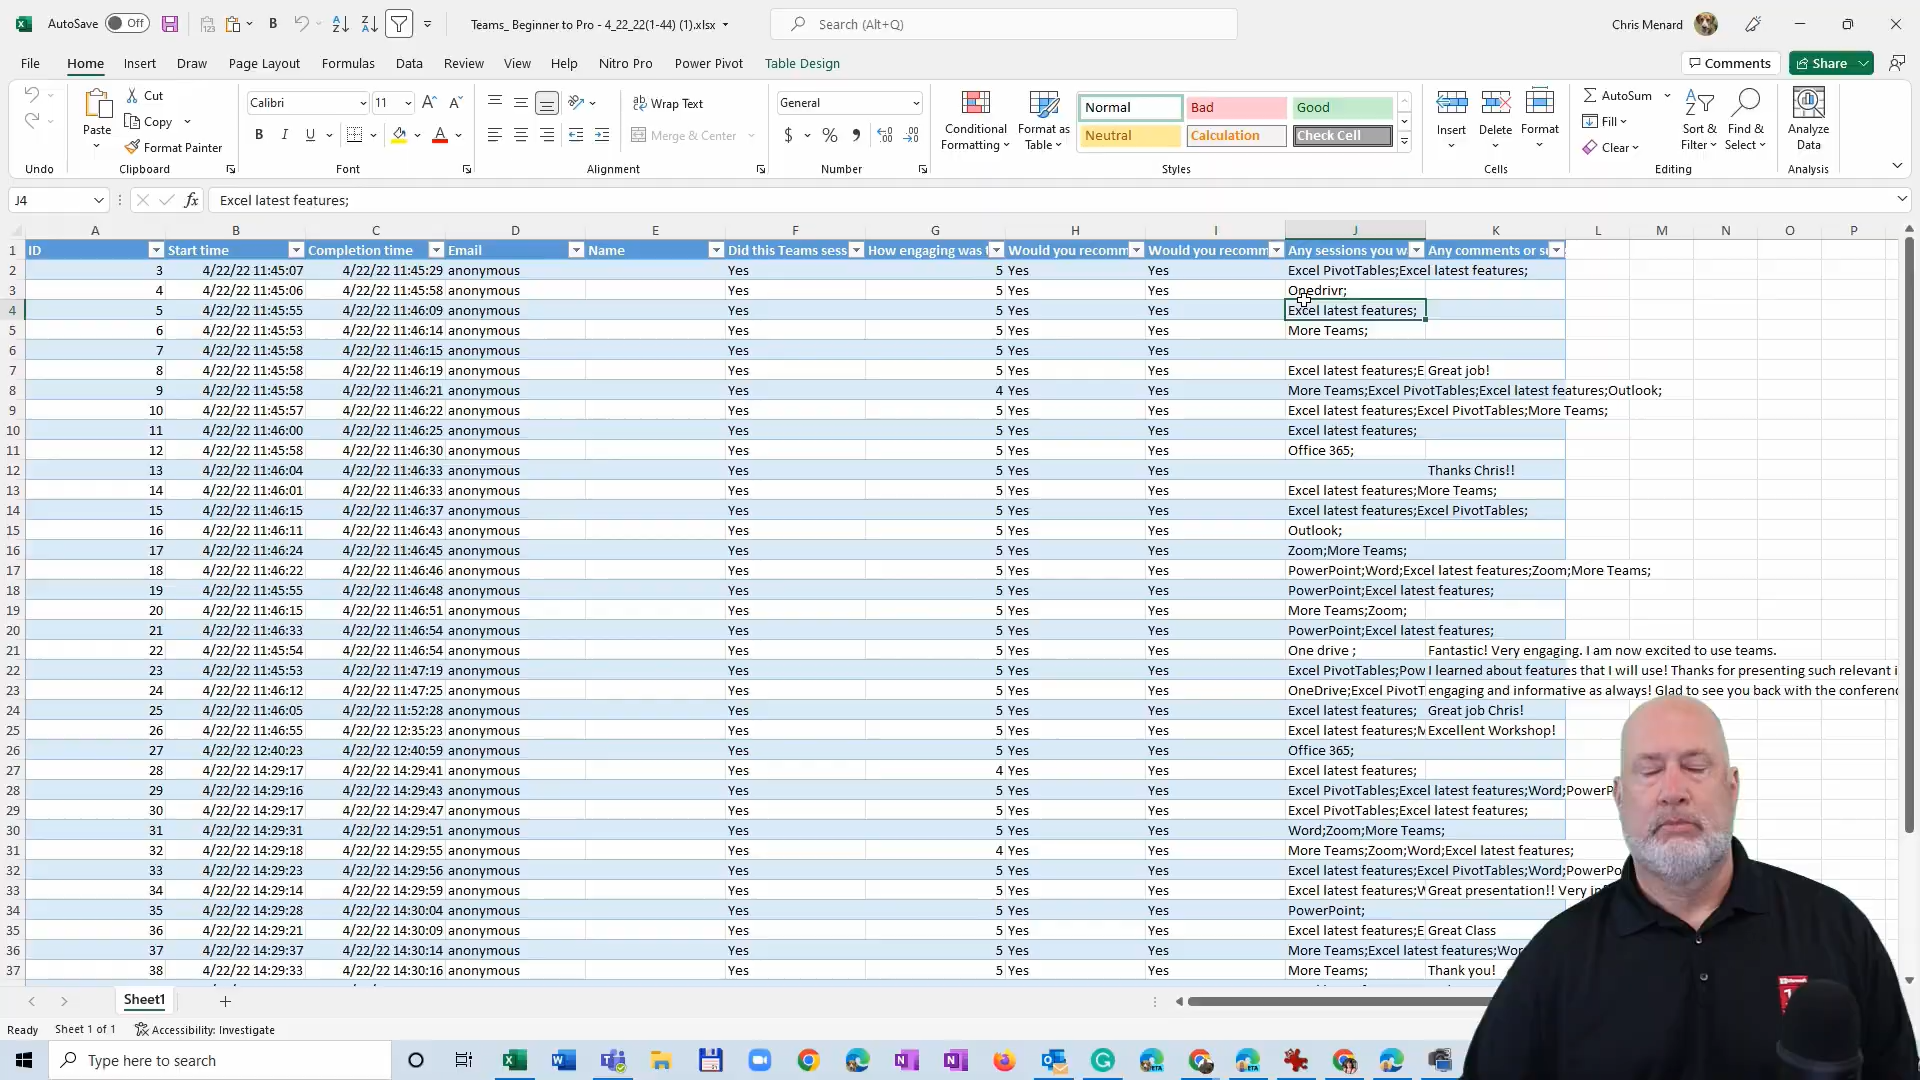 AutoSave Off Teams_ Beginner to Pro - 4_22_22(1-44) (1).xlsx Search (Alt+Q) Chris Menard
File Home Insert Draw Page Layout Formulas Data Review View Help Nitro Pro Power Pivot Table Design Comments Share
Cut Calibri 11 Wrap Text General Normal Bad Good AutoSum
Paste Copy Conditional Formatting Format as Table Insert Delete Format Fill Sort & Filter Find & Select Analyze Data
Format Painter B I U Merge & Center $ % Neutral Calculation Check Cell Clear
Undo Clipboard Font Alignment Number Styles Cells Editing Analysis
J4 fx Excel latest features;
A B C D E F G H I J K L M N O P
1 ID Start time Completion time Email Name Did this Teams sess How engaging was Would you recomm Would you recomm Any sessions you w Any comments or su
2 3 4/22/22 11:45:07 4/22/22 11:45:29 anonymous Yes 5 Yes Yes Excel PivotTables;Excel latest features;
3 4 4/22/22 11:45:06 4/22/22 11:45:58 anonymous Yes 5 Yes Yes Onedrivr;
4 5 4/22/22 11:45:55 4/22/22 11:46:09 anonymous Yes 5 Yes Yes Excel latest features;
5 6 4/22/22 11:45:53 4/22/22 11:46:14 anonymous Yes 5 Yes Yes More Teams;
6 7 4/22/22 11:45:58 4/22/22 11:46:15 anonymous Yes 5 Yes Yes
7 8 4/22/22 11:45:58 4/22/22 11:46:19 anonymous Yes 5 Yes Yes Excel latest features;E Great job!
8 9 4/22/22 11:45:58 4/22/22 11:46:21 anonymous Yes 4 Yes Yes More Teams;Excel PivotTables;Excel latest features;Outlook;
9 10 4/22/22 11:45:57 4/22/22 11:46:22 anonymous Yes 5 Yes Yes Excel latest features;Excel PivotTables;More Teams;
10 11 4/22/22 11:46:00 4/22/22 11:46:25 anonymous Yes 5 Yes Yes Excel latest features;
11 12 4/22/22 11:45:58 4/22/22 11:46:30 anonymous Yes 5 Yes Yes Office 365;
12 13 4/22/22 11:46:04 4/22/22 11:46:33 anonymous Yes 5 Yes Yes Thanks Chris!!
13 14 4/22/22 11:46:01 4/22/22 11:46:33 anonymous Yes 5 Yes Yes Excel latest features;More Teams;
14 15 4/22/22 11:46:15 4/22/22 11:46:37 anonymous Yes 5 Yes Yes Excel latest features;Excel PivotTables;
15 16 4/22/22 11:46:11 4/22/22 11:46:43 anonymous Yes 5 Yes Yes Outlook;
16 17 4/22/22 11:46:24 4/22/22 11:46:45 anonymous Yes 5 Yes Yes Zoom;More Teams;
17 18 4/22/22 11:46:22 4/22/22 11:46:46 anonymous Yes 5 Yes Yes PowerPoint;Word;Excel latest features;Zoom;More Teams;
18 19 4/22/22 11:45:55 4/22/22 11:46:48 anonymous Yes 5 Yes Yes PowerPoint;Excel latest features;
19 20 4/22/22 11:46:15 4/22/22 11:46:51 anonymous Yes 5 Yes Yes More Teams;Zoom;
20 21 4/22/22 11:46:33 4/22/22 11:46:54 anonymous Yes 5 Yes Yes PowerPoint;Excel latest features;
21 22 4/22/22 11:45:54 4/22/22 11:46:54 anonymous Yes 5 Yes Yes One drive ; Fantastic! Very engaging. I am now excited to use teams.
22 23 4/22/22 11:45:53 4/22/22 11:47:19 anonymous Yes 5 Yes Yes Excel PivotTables;Pow I learned about features that I will use! Thanks for presenting such relevant i
23 24 4/22/22 11:46:12 4/22/22 11:47:25 anonymous Yes 5 Yes Yes OneDrive;Excel PivotT engaging and informative as always! Glad to see you back with the conferenc
24 25 4/22/22 11:46:05 4/22/22 11:52:28 anonymous Yes 5 Yes Yes Excel latest features; Great job Chris!
25 26 4/22/22 11:46:55 4/22/22 12:35:23 anonymous Yes 5 Yes Yes Excel latest features;M Excellent Workshop!
26 27 4/22/22 12:40:23 4/22/22 12:40:59 anonymous Yes 5 Yes Yes Office 365;
27 28 4/22/22 14:29:17 4/22/22 14:29:41 anonymous Yes 4 Yes Yes Excel latest features;
28 29 4/22/22 14:29:16 4/22/22 14:29:43 anonymous Yes 5 Yes Yes Excel PivotTables;Excel latest features;Word;PowerP
29 30 4/22/22 14:29:17 4/22/22 14:29:47 anonymous Yes 5 Yes Yes Excel PivotTables;Excel latest features;
30 31 4/22/22 14:29:31 4/22/22 14:29:51 anonymous Yes 5 Yes Yes Word;Zoom;More Teams;
31 32 4/22/22 14:29:18 4/22/22 14:29:55 anonymous Yes 4 Yes Yes More Teams;Zoom;Word;Excel latest features;
32 33 4/22/22 14:29:23 4/22/22 14:29:56 anonymous Yes 5 Yes Yes Excel latest features;Excel PivotTables;Word;PowerPo
33 34 4/22/22 14:29:14 4/22/22 14:29:59 anonymous Yes 5 Yes Yes Excel latest features;W Great presentation!! Very in
34 35 4/22/22 14:29:28 4/22/22 14:30:04 anonymous Yes 5 Yes Yes PowerPoint;
35 36 4/22/22 14:29:21 4/22/22 14:30:09 anonymous Yes 5 Yes Yes Excel latest features;E Great Class
36 37 4/22/22 14:29:37 4/22/22 14:30:14 anonymous Yes 5 Yes Yes More Teams;Excel latest features;Wor
37 38 4/22/22 14:29:33 4/22/22 14:30:16 anonymous Yes 5 Yes Yes More Teams; Thank you!
Sheet1
Ready Sheet 1 of 1 Accessibility: Investigate
Type here to search